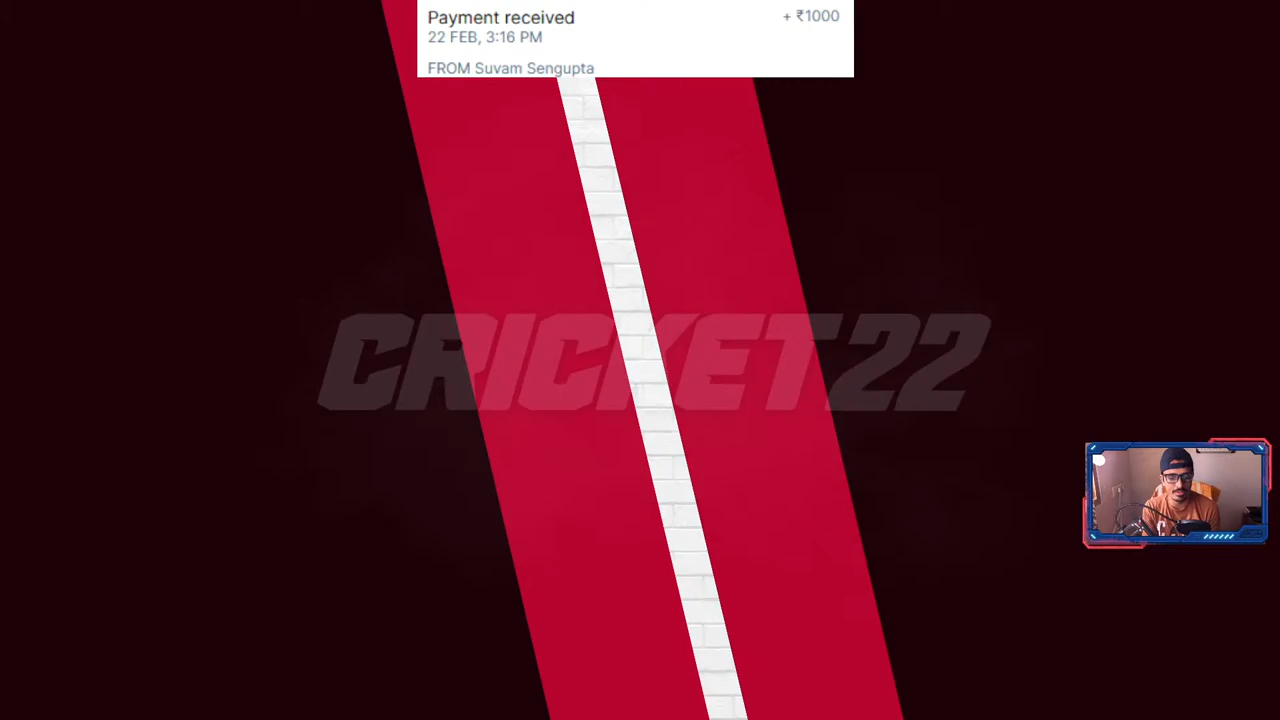 Payment received
+ ₹1000
22 FEB, 3:16 PM
FROM Suvam Sengupta
CRICKET 22